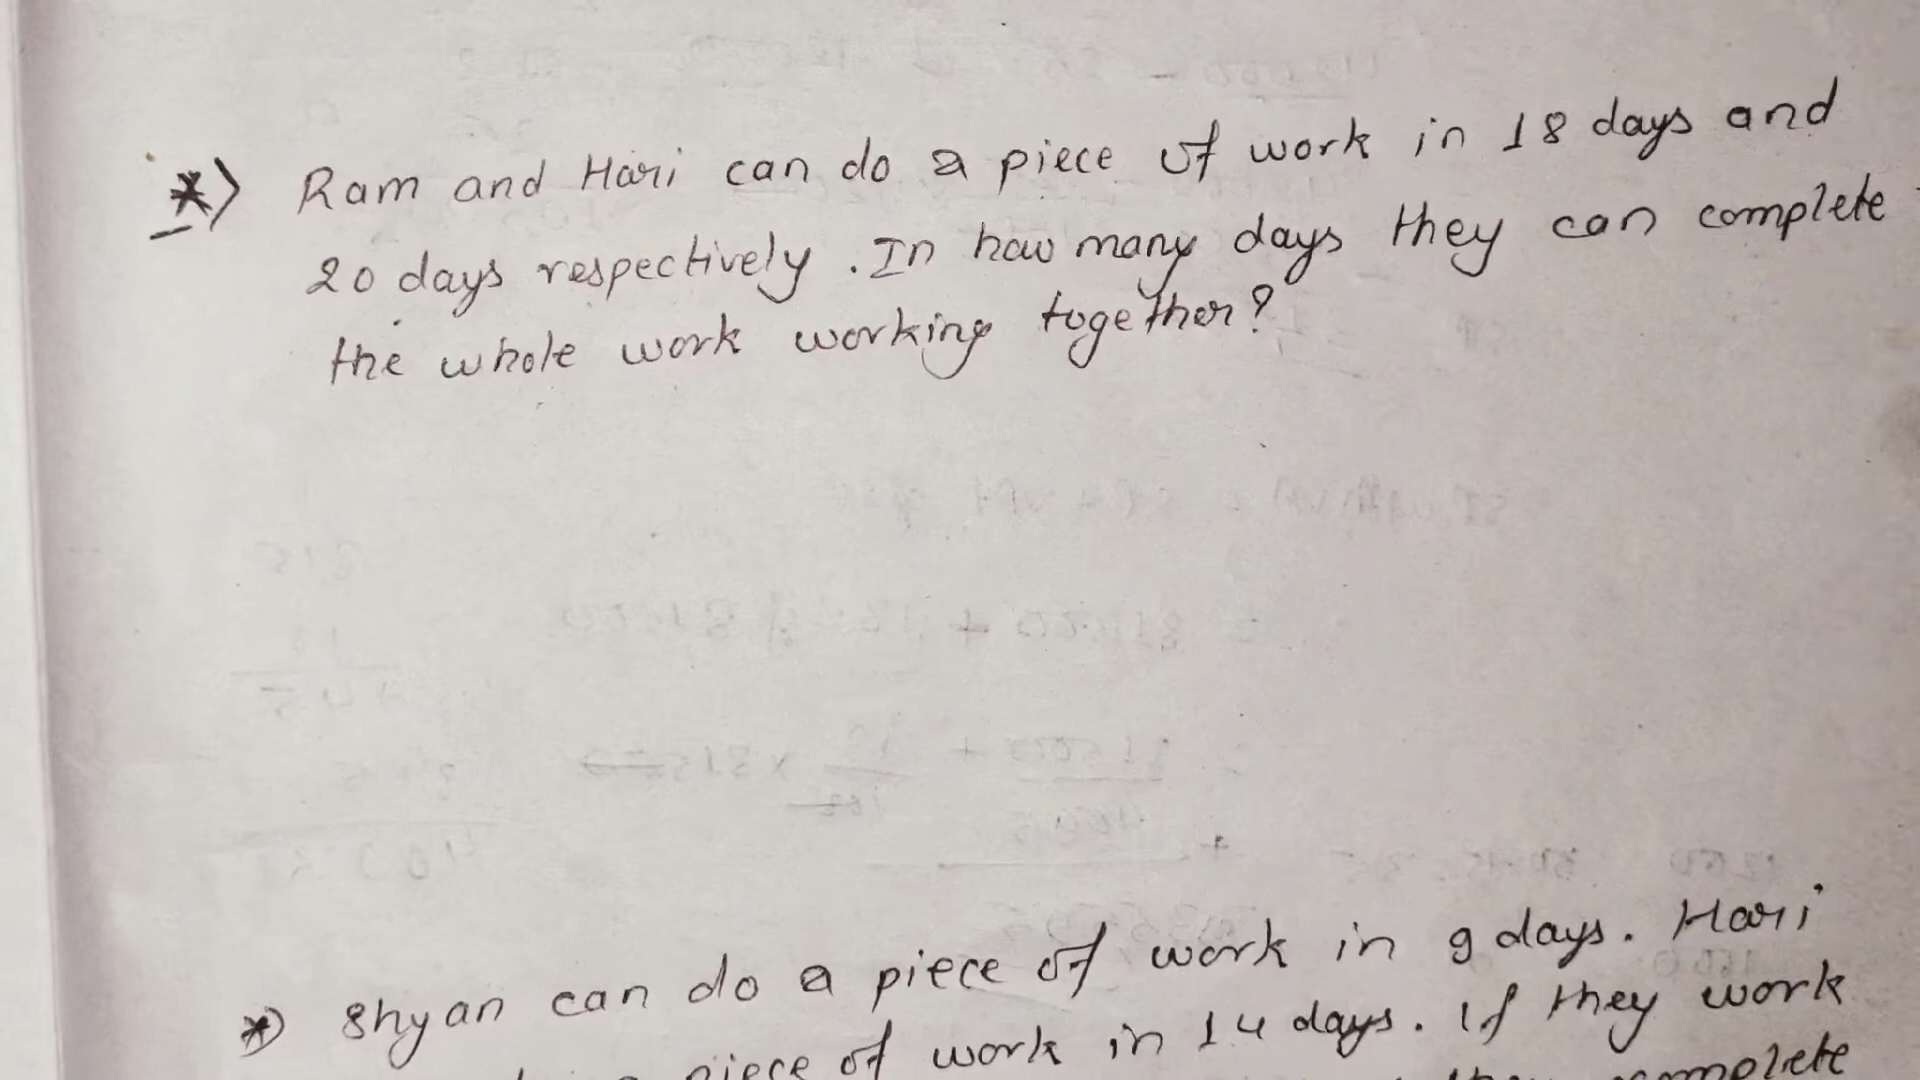 *) Ram and Hari can do a piece of work in 18 days and
20 days respectively. In how many days they can complete
the whole work working together?
*) Shyan can do a piece of work in 9 days. Hari
piece of work in 14 days. If they work
complete